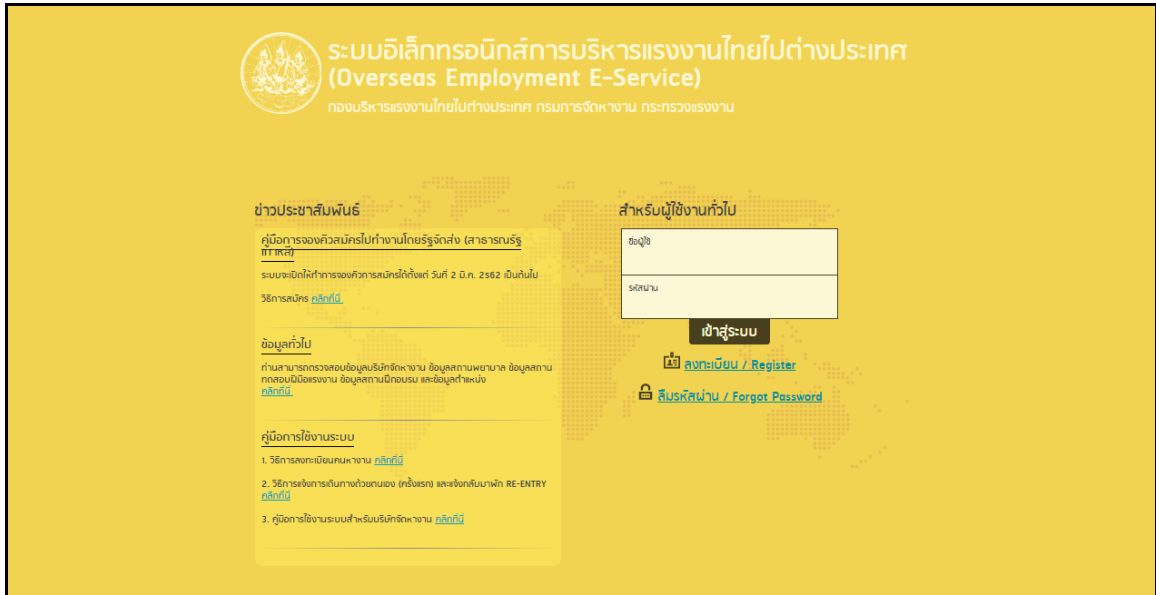 ระบบอิเล็กทรอนิกส์การบริหารแรงงานไทยไปต่างประเทศ
(Overseas Employment E-Service)
กองบริหารแรงงานไทยไปต่างประเทศ กรมการจัดหางาน กระทรวงแรงงาน
ข่าวประชาสัมพันธ์
คู่มือการจองคิวสมัครไปทำงานโดยรัฐจัดส่ง (สาธารณรัฐ
เกาหลี)
ระบบจะเปิดให้ทำการจองคิวการสมัครได้ตั้งแต่ วันที่ 2 มี.ค. 2562 เป็นต้นไป
วิธีการสมัคร คลิกที่นี่
ข้อมูลทั่วไป
ท่านสามารถตรวจสอบข้อมูลบริษัทจัดหางาน ข้อมูลสถานพยาบาล ข้อมูลสถาน
ทดสอบฝีมือแรงงาน ข้อมูลสถานฝึกอบรม และข้อมูลตำแหน่ง
คลิกที่นี่
คู่มือการใช้งานระบบ
1. วิธีการลงทะเบียนคนหางาน คลิกที่นี่
2. วิธีการแจ้งการเดินทางด้วยตนเอง (ครั้งแรก) และแจ้งกลับมาพัก RE-ENTRY
คลิกที่นี่
3. คู่มือการใช้งานระบบสำหรับบริษัทจัดหางาน คลิกที่นี่
สำหรับผู้ใช้งานทั่วไป
ชื่อผู้ใช้
รหัสผ่าน
เข้าสู่ระบบ
ลงทะเบียน / Register
ลืมรหัสผ่าน / Forgot Password